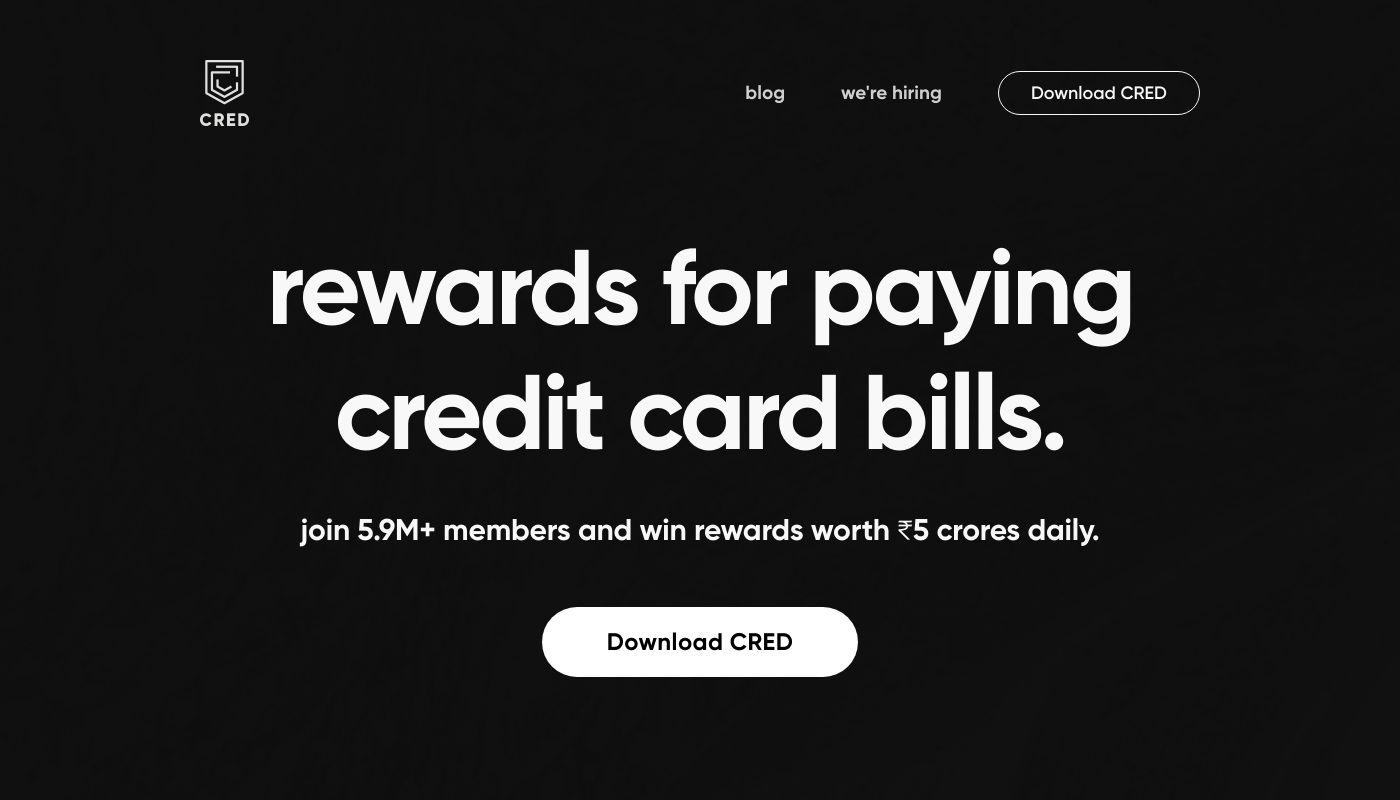 CRED
blog
we're hiring
Download CRED
rewards for paying
credit card bills.
join 5.9M+ members and win rewards worth ₹5 crores daily.
Download CRED